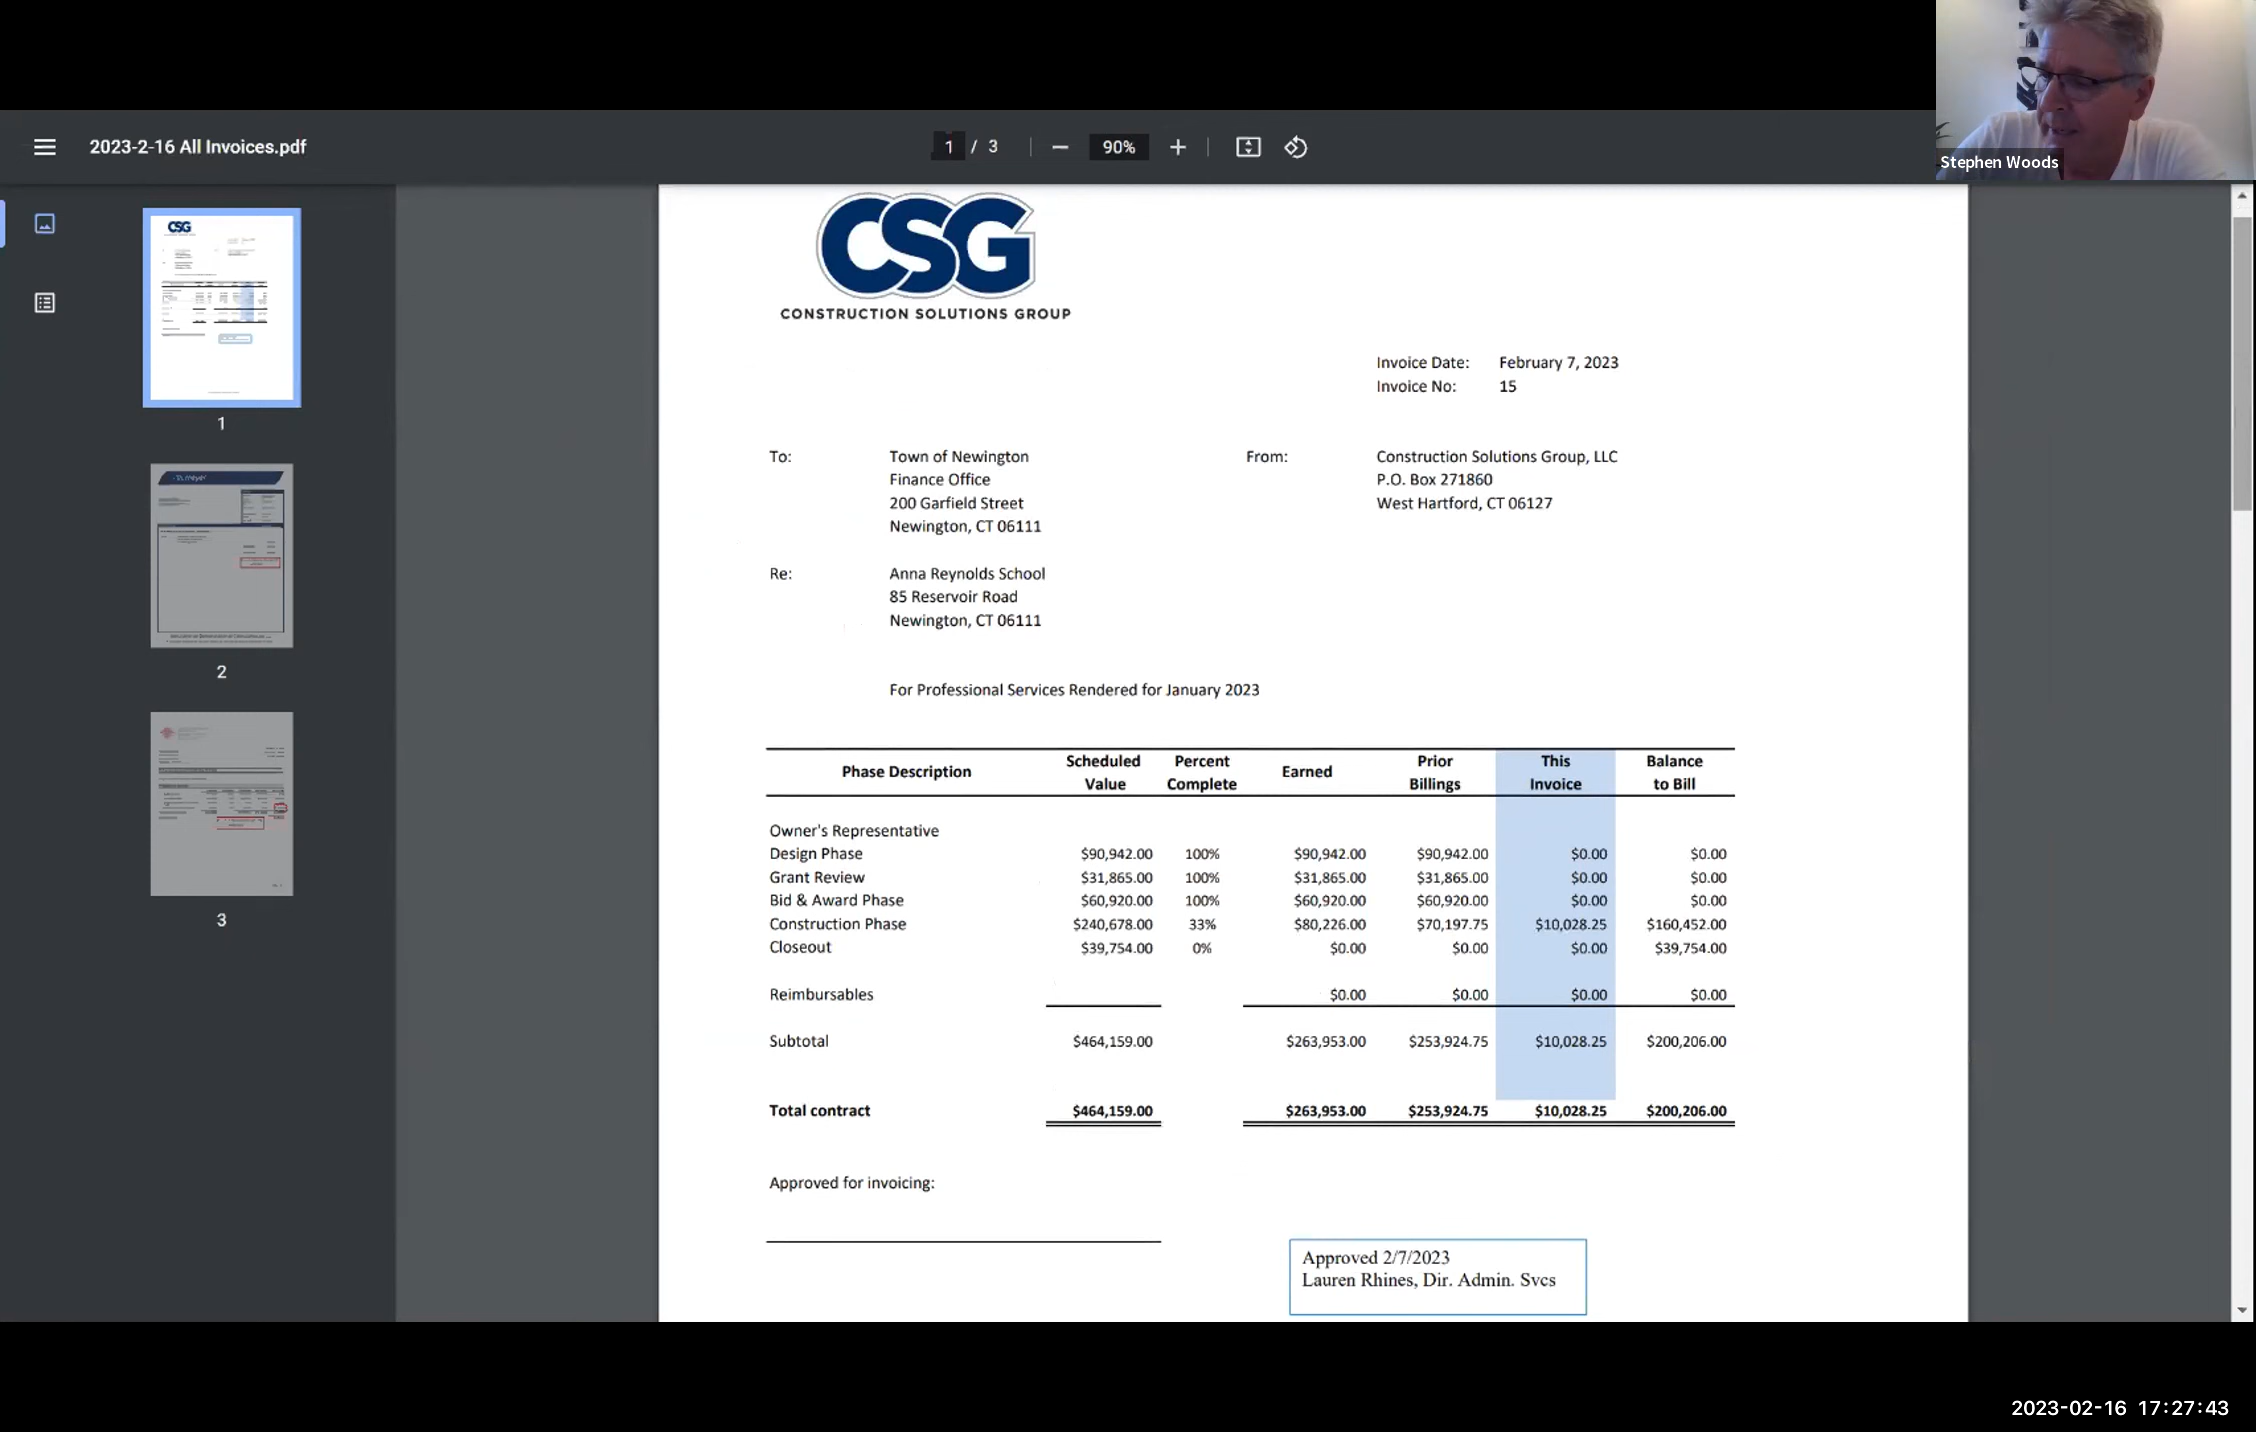 Stephen Woods
2023-2-16 All Invoices.pdf
1 / 3
90%
CSG
CONSTRUCTION SOLUTIONS GROUP
Invoice Date: February 7, 2023
Invoice No: 15
To: Town of Newington From: Construction Solutions Group, LLC
Finance Office P.O. Box 271860
200 Garfield Street West Hartford, CT 06127
Newington, CT 06111
Re: Anna Reynolds School
85 Reservoir Road
Newington, CT 06111
For Professional Services Rendered for January 2023
Scheduled Percent Prior This Balance
Phase Description Value Complete Earned Billings Invoice to Bill
Owner's Representative
Design Phase $90,942.00 100% $90,942.00 $90,942.00 $0.00 $0.00
Grant Review $31,865.00 100% $31,865.00 $31,865.00 $0.00 $0.00
Bid & Award Phase $60,920.00 100% $60,920.00 $60,920.00 $0.00 $0.00
Construction Phase $240,678.00 33% $80,226.00 $70,197.75 $10,028.25 $160,452.00
Closeout $39,754.00 0% $0.00 $0.00 $0.00 $39,754.00
Reimbursables $0.00 $0.00 $0.00 $0.00
Subtotal $464,159.00 $263,953.00 $253,924.75 $10,028.25 $200,206.00
Total contract $464,159.00 $263,953.00 $253,924.75 $10,028.25 $200,206.00
Approved for invoicing:
Approved 2/7/2023
Lauren Rhines, Dir. Admin. Svcs
CSG
1
2
3
2023-02-16 17:27:43